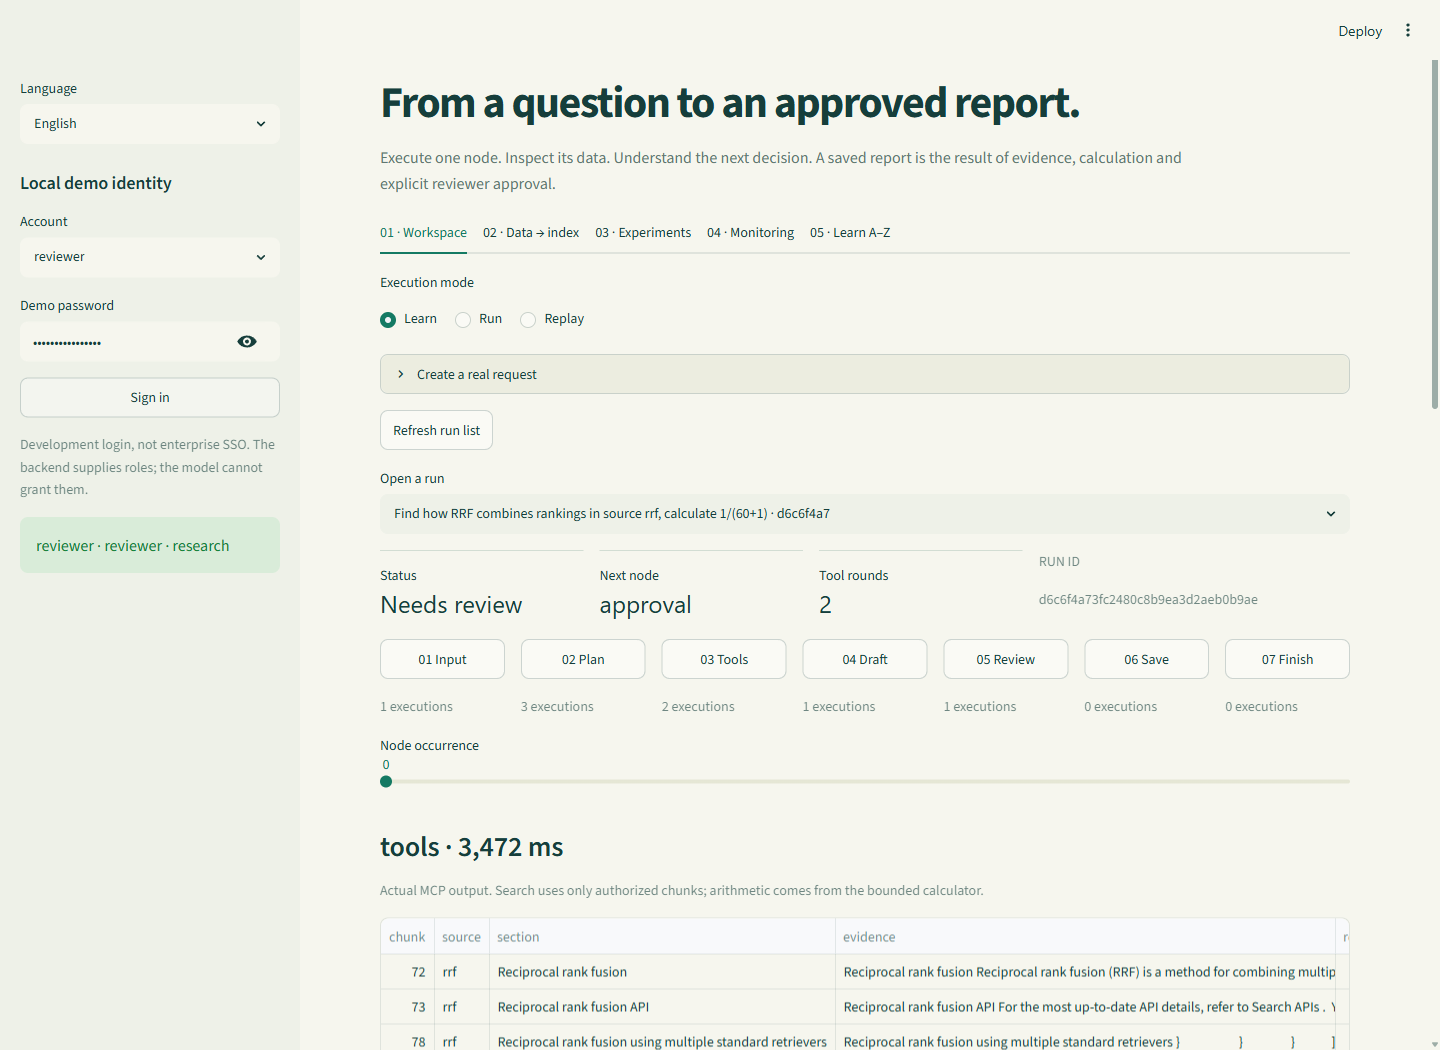 Deploy
Language
English
Local demo identity
Account
reviewer
Demo password
••••••••••••••••
Sign in
Development login, not enterprise SSO. The
backend supplies roles; the model cannot
grant them.
reviewer · reviewer · research
From a question to an approved report.
Execute one node. Inspect its data. Understand the next decision. A saved report is the result of evidence, calculation and
explicit reviewer approval.
01 · Workspace 02 · Data → index 03 · Experiments 04 · Monitoring 05 · Learn A–Z
Execution mode
Learn Run Replay
Create a real request
Refresh run list
Open a run
Find how RRF combines rankings in source rrf, calculate 1/(60+1) · d6c6f4a7
Status Next node Tool rounds RUN ID
Needs review approval 2 d6c6f4a73fc2480c8b9ea3d2aeb0b9ae
01 Input 02 Plan 03 Tools 04 Draft 05 Review 06 Save 07 Finish
1 executions 3 executions 2 executions 1 executions 1 executions 0 executions 0 executions
Node occurrence
0
tools · 3,472 ms
Actual MCP output. Search uses only authorized chunks; arithmetic comes from the bounded calculator.
chunk source section evidence
72 rrf Reciprocal rank fusion Reciprocal rank fusion Reciprocal rank fusion (RRF) is a method for combining multip
73 rrf Reciprocal rank fusion API Reciprocal rank fusion API For the most up-to-date API details, refer to Search APIs . Y
78 rrf Reciprocal rank fusion using multiple standard retrievers Reciprocal rank fusion using multiple standard retrievers } } } ]